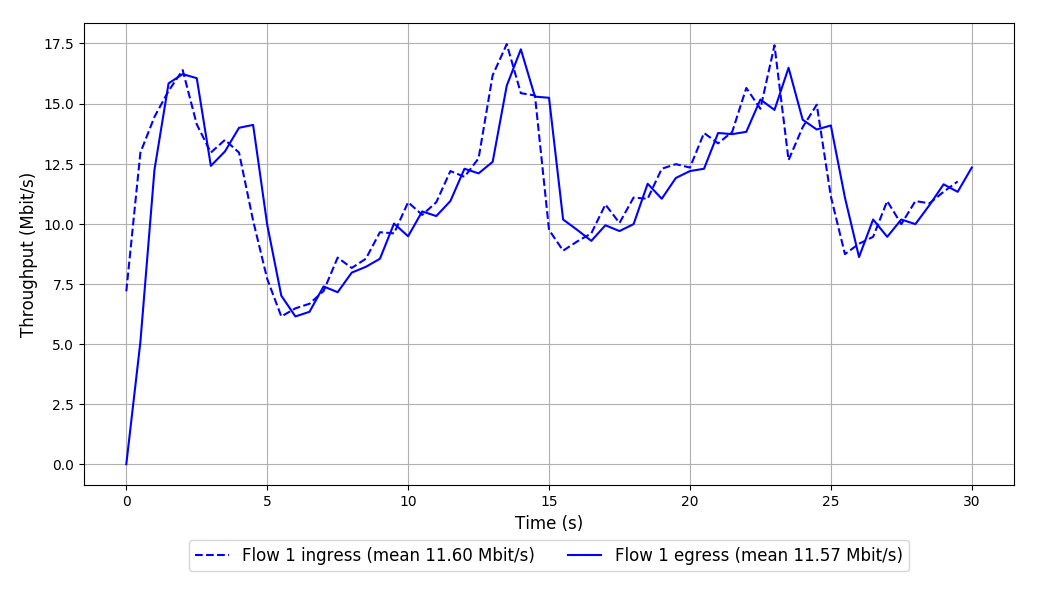 Throughput (Mbit/s)
17.5
15.0
12.5
10.0
7.5
5.0
2.5
0.0
0 5 10 15 20 25 30
Time (s)
Flow 1 ingress (mean 11.60 Mbit/s) Flow 1 egress (mean 11.57 Mbit/s)